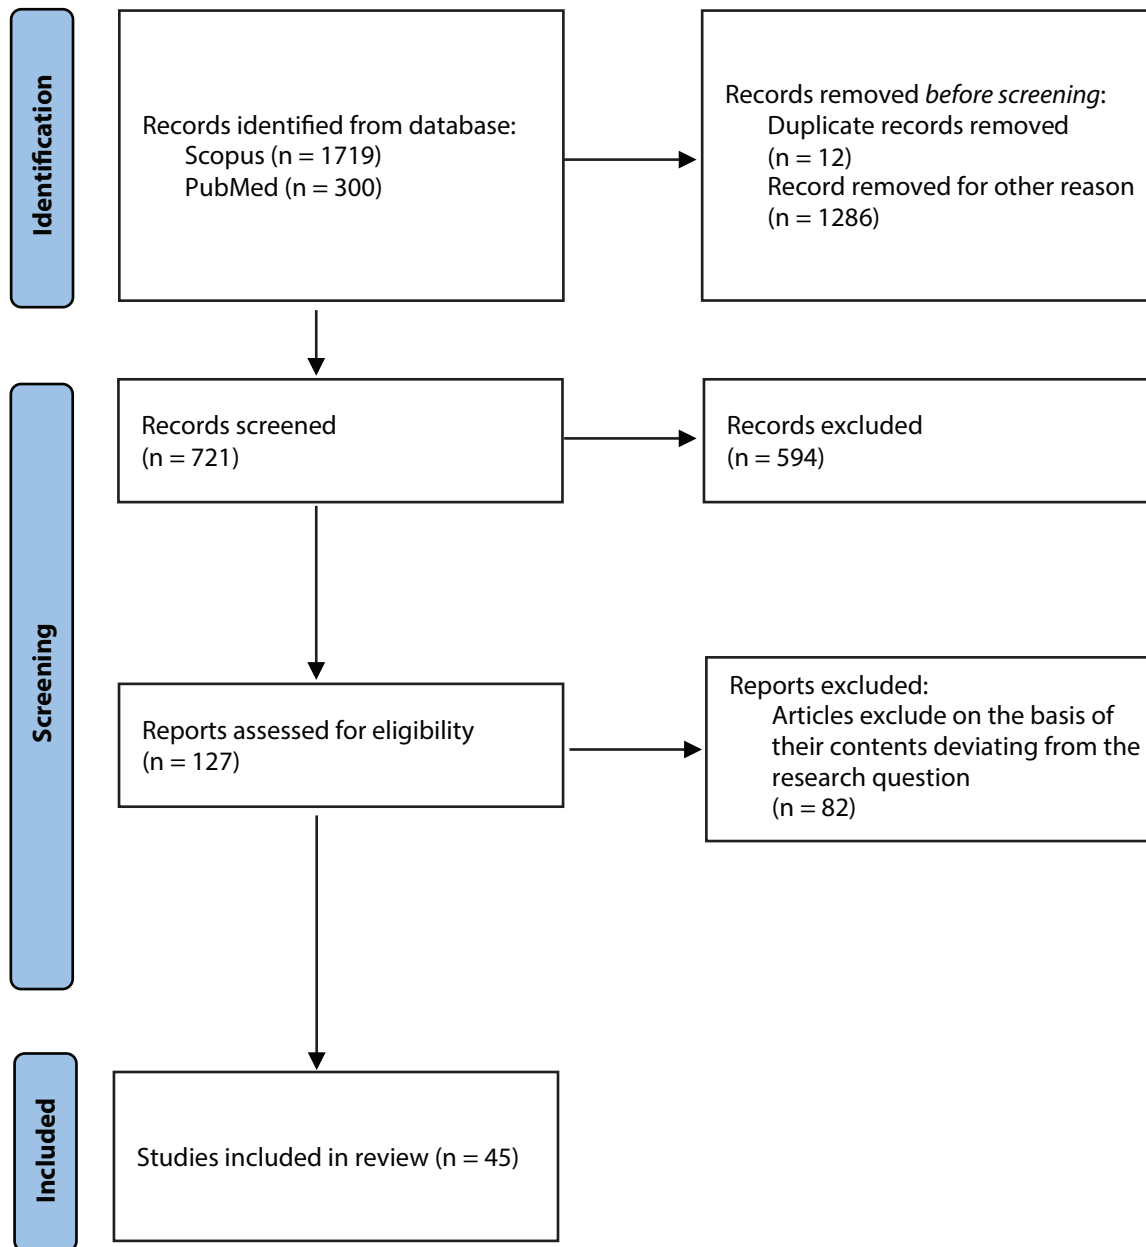 Identification
Records identified from database:
Scopus (n = 1719)
PubMed (n = 300)
Records removed before screening:
Duplicate records removed
(n = 12)
Record removed for other reason
(n = 1286)
Screening
Records screened
(n = 721)
Records excluded
(n = 594)
Reports assessed for eligibility
(n = 127)
Reports excluded:
Articles exclude on the basis of
their contents deviating from the
research question
(n = 82)
Included
Studies included in review (n = 45)